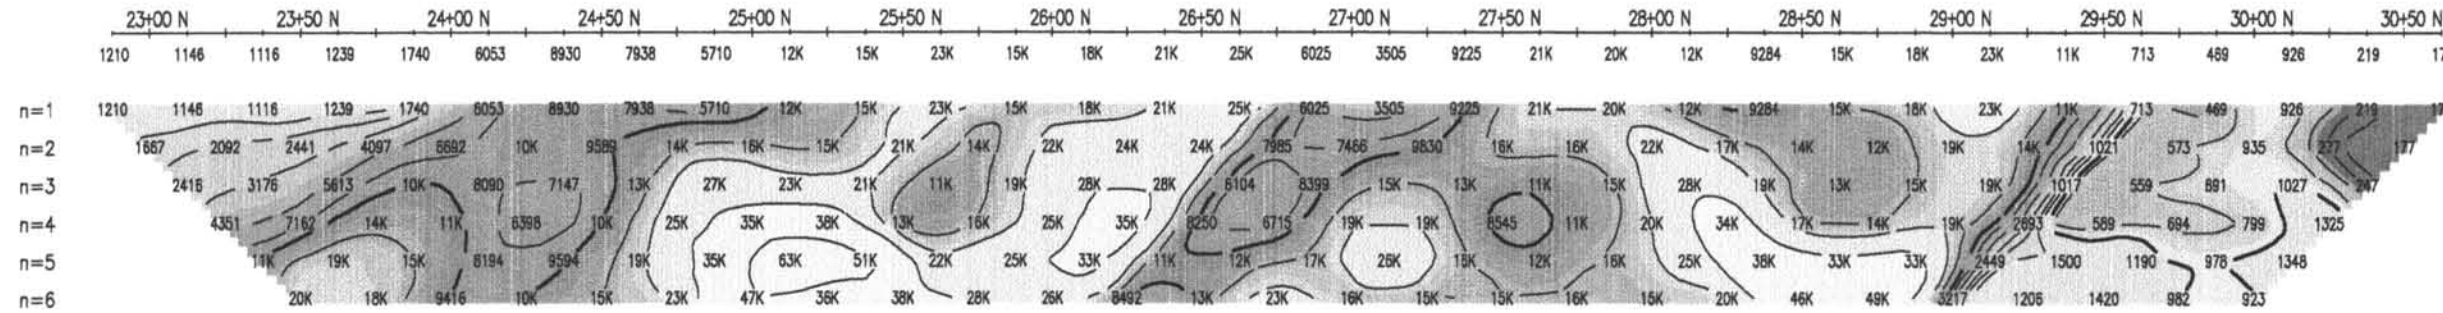 23+00 N 23+50 N 24+00 N 24+50 N 25+00 N 25+50 N 26+00 N 26+50 N 27+00 N 27+50 N 28+00 N 28+50 N 29+00 N 29+50 N 30+00 N 30+50 N
1210 1146 1116 1239 1740 6053 8930 7938 5710 12K 15K 23K 15K 18K 21K 25K 6025 3505 9225 21K 20K 12K 9284 15K 18K 23K 11K 713 469 926 219 17
n=1 1210 1146 1116 1239 1740 6053 8930 7938 5710 12K 15K 23K 15K 18K 21K 25K 6025 3505 9225 21K 20K 12K 9284 15K 18K 23K 11K 713 469 926 219
n=2 1667 2092 2441 4097 6692 10K 9589 14K 16K 15K 21K 14K 22K 24K 24K 7985 7466 9830 16K 16K 22K 17K 14K 12K 19K 14K 1021 573 935 277 177
n=3 2416 3176 5613 10K 8090 7147 13K 27K 23K 21K 11K 19K 28K 28K 6104 8399 15K 13K 11K 15K 28K 19K 13K 15K 19K 1017 559 891 1027 247
n=4 4351 7162 14K 11K 6398 10K 25K 35K 38K 13K 16K 25K 35K 8250 6715 19K 19K 8545 11K 20K 34K 17K 14K 19K 2693 589 694 799 1325
n=5 11K 19K 15K 8194 9594 19K 35K 63K 51K 22K 25K 33K 11K 12K 17K 26K 15K 12K 16K 25K 38K 33K 33K 2449 1500 1190 978 1348
n=6 20K 18K 9416 10K 15K 23K 47K 36K 38K 28K 26K 8492 13K 23K 16K 15K 15K 16K 15K 20K 46K 49K 3217 1206 1420 982 923